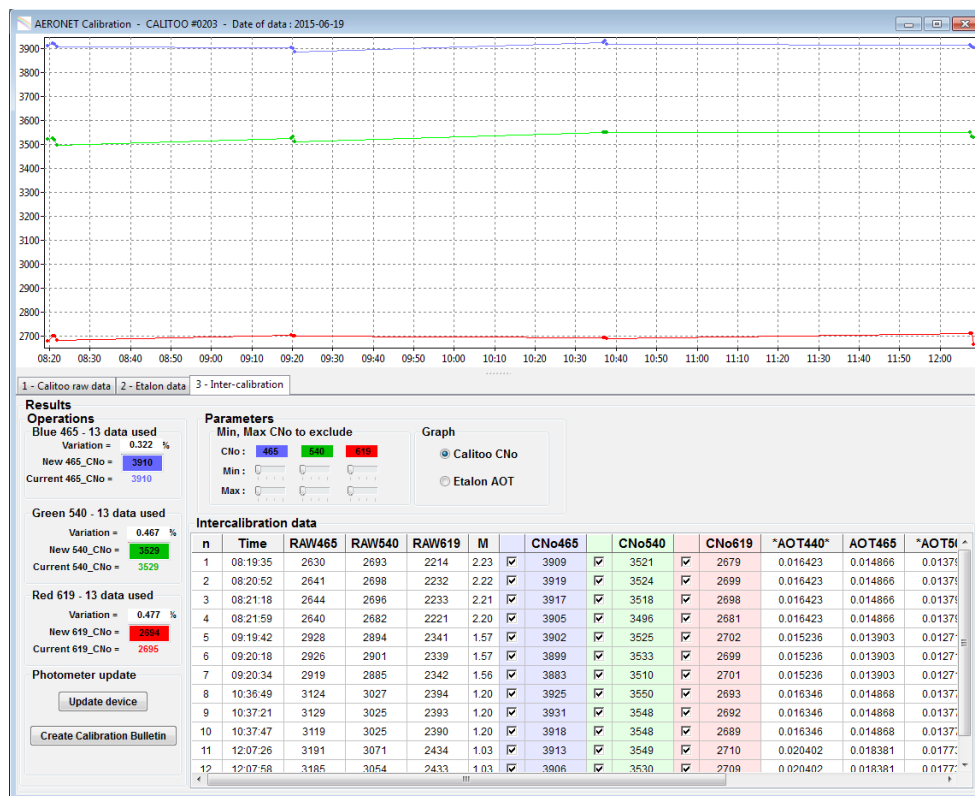 AERONET Calibration - CALITOO #0203 - Date of data : 2015-06-19
3900
3800
3700
3600
3500
3400
3300
3200
3100
3000
2900
2800
2700
08:20 08:30 08:40 08:50 09:00 09:10 09:20 09:30 09:40 09:50 10:00 10:10 10:20 10:30 10:40 10:50 11:00 11:10 11:20 11:30 11:40 11:50 12:00
1 - Calitoo raw data 2 - Etalon data 3 - Inter-calibration
Results
Operations
Blue 465 - 13 data used
Variation = 0.322 %
New 465_CNo = 3910
Current 465_CNo = 3910
Green 540 - 13 data used
Variation = 0.467 %
New 540_CNo = 3529
Current 540_CNo = 3529
Red 619 - 13 data used
Variation = 0.477 %
New 619_CNo = 2694
Current 619_CNo = 2695
Photometer update
Update device
Create Calibration Bulletin
Parameters
Min, Max CNo to exclude
CNo : 465 540 619
Min :
Max :
Graph
Calitoo CNo
Etalon AOT
Intercalibration data
n Time RAW465 RAW540 RAW619 M CNo465 CNo540 CNo619 *AOT440* AOT465
1 08:19:35 2630 2693 2214 2.23 3909 3521 2679 0.016423 0.014866
2 08:20:52 2641 2698 2232 2.22 3919 3524 2699 0.016423 0.014866
3 08:21:18 2644 2696 2233 2.21 3917 3518 2698 0.016423 0.014866
4 08:21:59 2640 2682 2221 2.20 3905 3496 2681 0.016423 0.014866
5 09:19:42 2928 2894 2341 1.57 3902 3525 2702 0.015236 0.013903
6 09:20:18 2926 2901 2339 1.57 3899 3533 2699 0.015236 0.013903
7 09:20:34 2919 2885 2342 1.56 3883 3510 2701 0.015236 0.013903
8 10:36:49 3124 3027 2394 1.20 3925 3550 2693 0.016346 0.014868
9 10:37:21 3129 3025 2393 1.20 3931 3548 2692 0.016346 0.014868
10 10:37:47 3119 3025 2390 1.20 3918 3548 2689 0.016346 0.014868
11 12:07:26 3191 3071 2434 1.03 3913 3549 2710 0.020402 0.018381
12 12:07:58 3185 3054 2433 1.03 3906 3530 2709 0.020402 0.018381